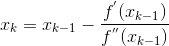 x_k = x_{k-1} - \frac{f^{'}(x_{k-1})}{f^{''}(x_{k-1})}